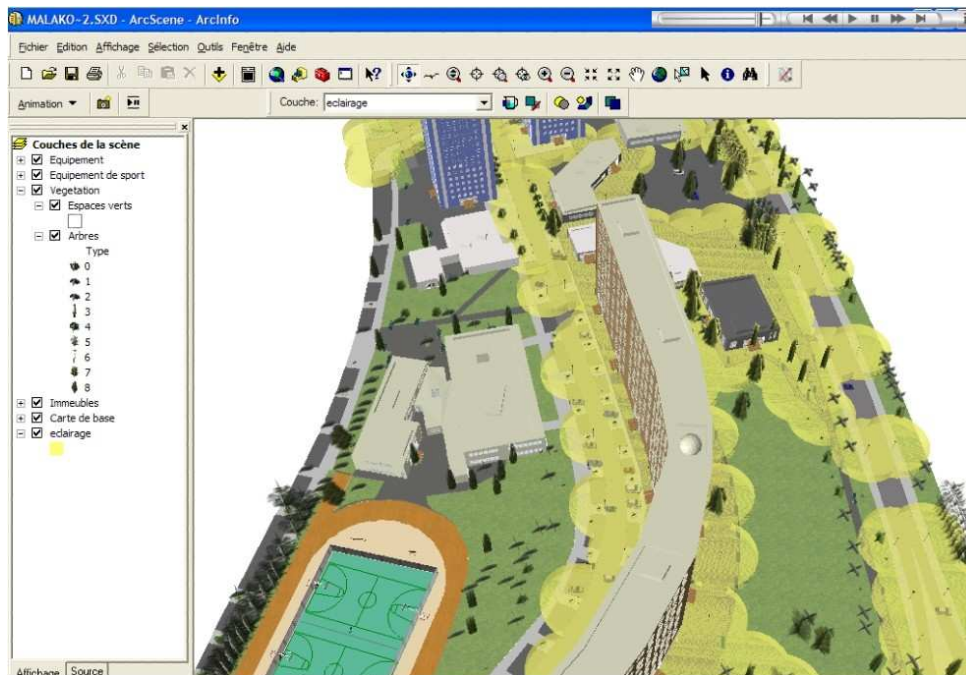 MALAKO~2.SXD - ArcScene - ArcInfo
Fichier Edition Affichage Sélection Outils Fenêtre Aide
Animation Couche: eclairage
Couches de la scène
Equipement
Equipement de sport
Vegetation
Espaces verts
Arbres
Type
0
1
2
3
4
5
6
7
8
Immeubles
Carte de base
eclairage
Affichage Source